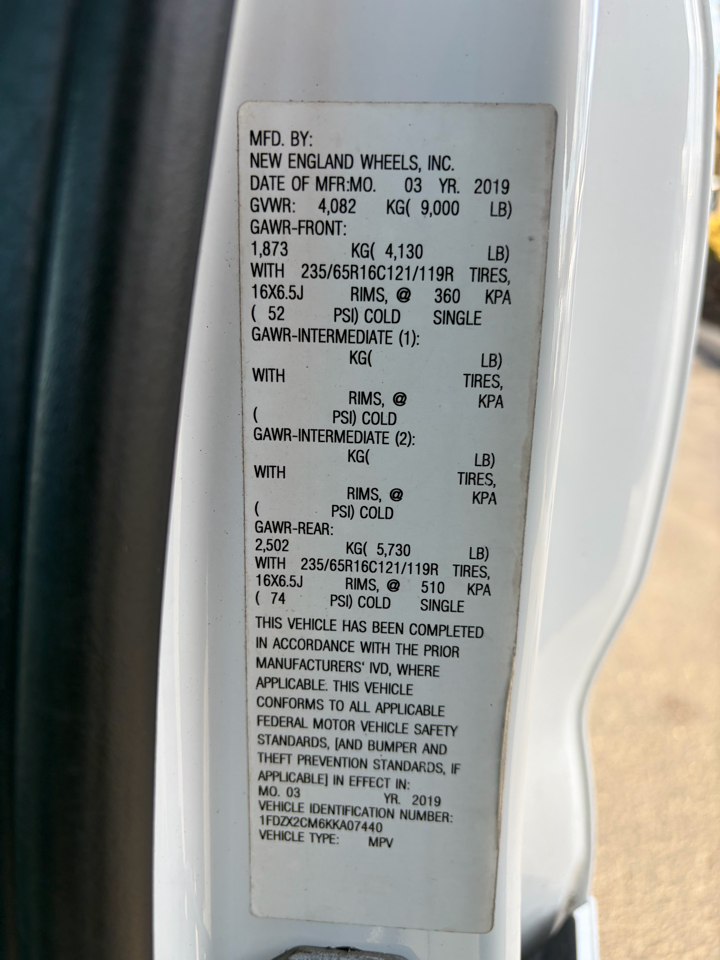 MFD. BY:
NEW ENGLAND WHEELS, INC.
DATE OF MFR:MO. 03 YR. 2019
GVWR: 4,082 KG( 9,000 LB)
GAWR-FRONT:
1,873 KG( 4,130 LB)
WITH 235/65R16C121/119R TIRES,
16X6.5J RIMS, @ 360 KPA
( 52 PSI) COLD SINGLE
GAWR-INTERMEDIATE (1):
KG( LB)
WITH TIRES,
RIMS, @ KPA
( PSI) COLD
GAWR-INTERMEDIATE (2):
KG( LB)
WITH TIRES,
RIMS, @ KPA
( PSI) COLD
GAWR-REAR:
2,502 KG( 5,730 LB)
WITH 235/65R16C121/119R TIRES,
16X6.5J RIMS, @ 510 KPA
( 74 PSI) COLD SINGLE
THIS VEHICLE HAS BEEN COMPLETED
IN ACCORDANCE WITH THE PRIOR
MANUFACTURERS' IVD, WHERE
APPLICABLE. THIS VEHICLE
CONFORMS TO ALL APPLICABLE
FEDERAL MOTOR VEHICLE SAFETY
STANDARDS, [AND BUMPER AND
THEFT PREVENTION STANDARDS, IF
APPLICABLE] IN EFFECT IN:
MO. 03 YR. 2019
VEHICLE IDENTIFICATION NUMBER:
1FDZX2CM6KKA07440
VEHICLE TYPE: MPV